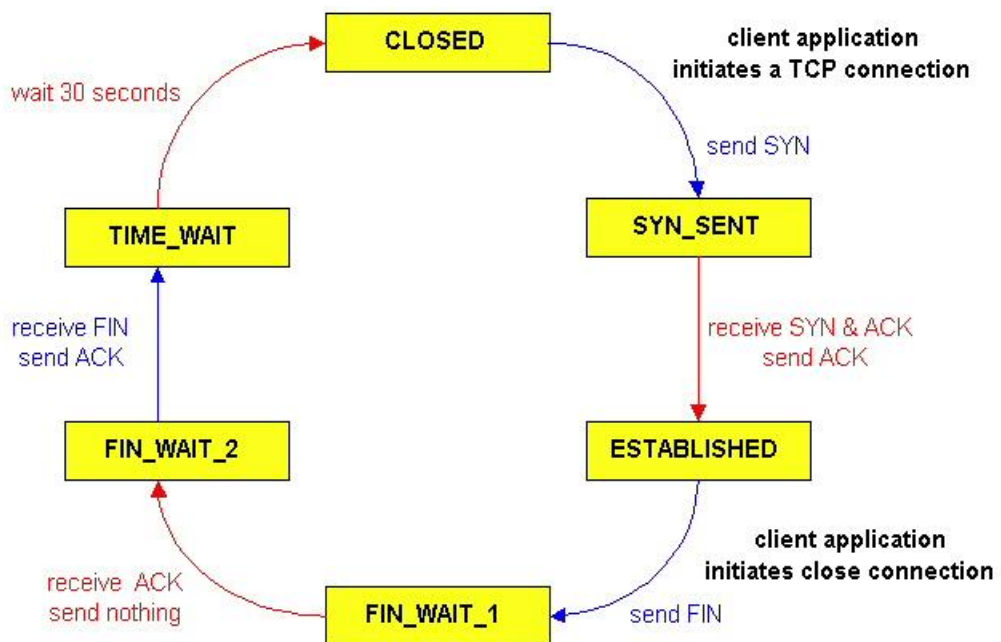 CLOSED
client application
initiates a TCP connection
wait 30 seconds
send SYN
TIME_WAIT
SYN_SENT
receive FIN
send ACK
receive SYN & ACK
send ACK
FIN_WAIT_2
ESTABLISHED
client application
initiates close connection
receive ACK
send nothing
FIN_WAIT_1
send FIN